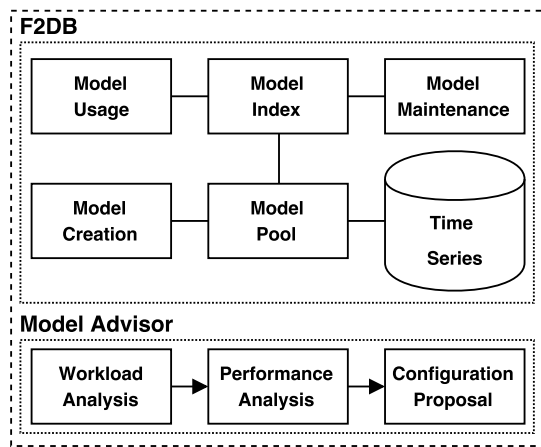 F2DB
Model
Usage
Model
Index
Model
Maintenance
Model
Creation
Model
Pool
Time
Series
Model Advisor
Workload
Analysis
Performance
Analysis
Configuration
Proposal